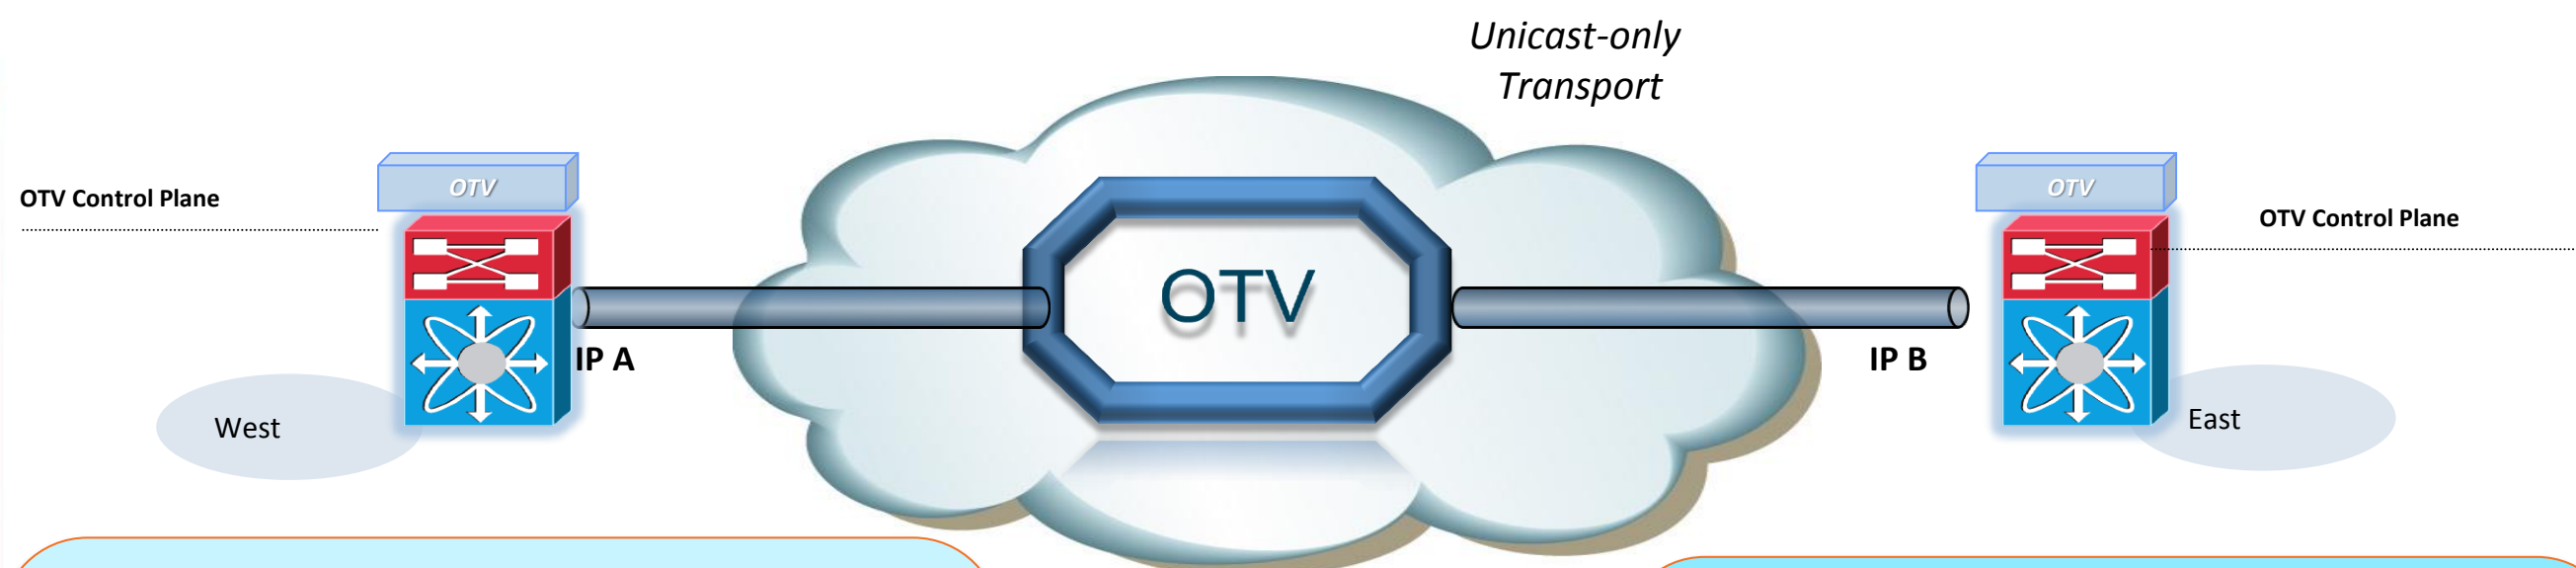 Unicast-only
Transport
OTV Control Plane
OTV
OTV
OTV Control Plane
OTV
IP A
IP B
West
East